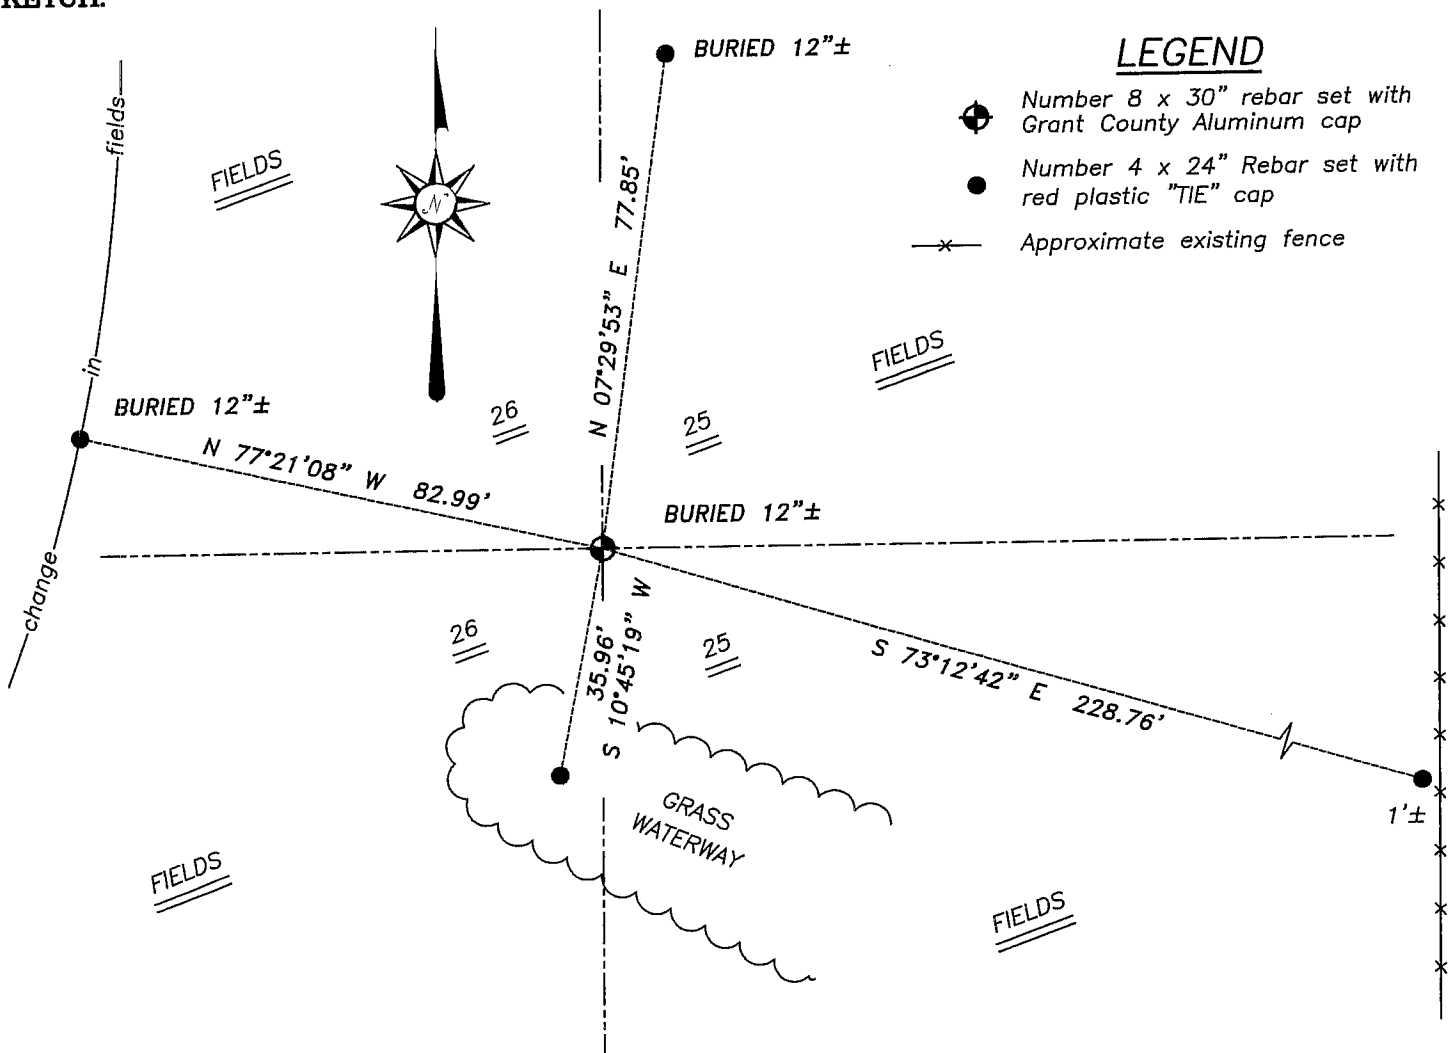 BURIED 12"±
LEGEND
Number 8 x 30" rebar set with
Grant County Aluminum cap
Number 4 x 24" Rebar set with
red plastic "TIE" cap
Approximate existing fence
fields
in
change
FIELDS
N
N 07°29'53" E 77.85'
FIELDS
BURIED 12"±
26
25
N 77°21'08" W 82.99'
BURIED 12"±
26
25
35.96'
S 10°45'19" W
S 73°12'42" E 228.76'
1'±
GRASS
WATERWAY
FIELDS
FIELDS